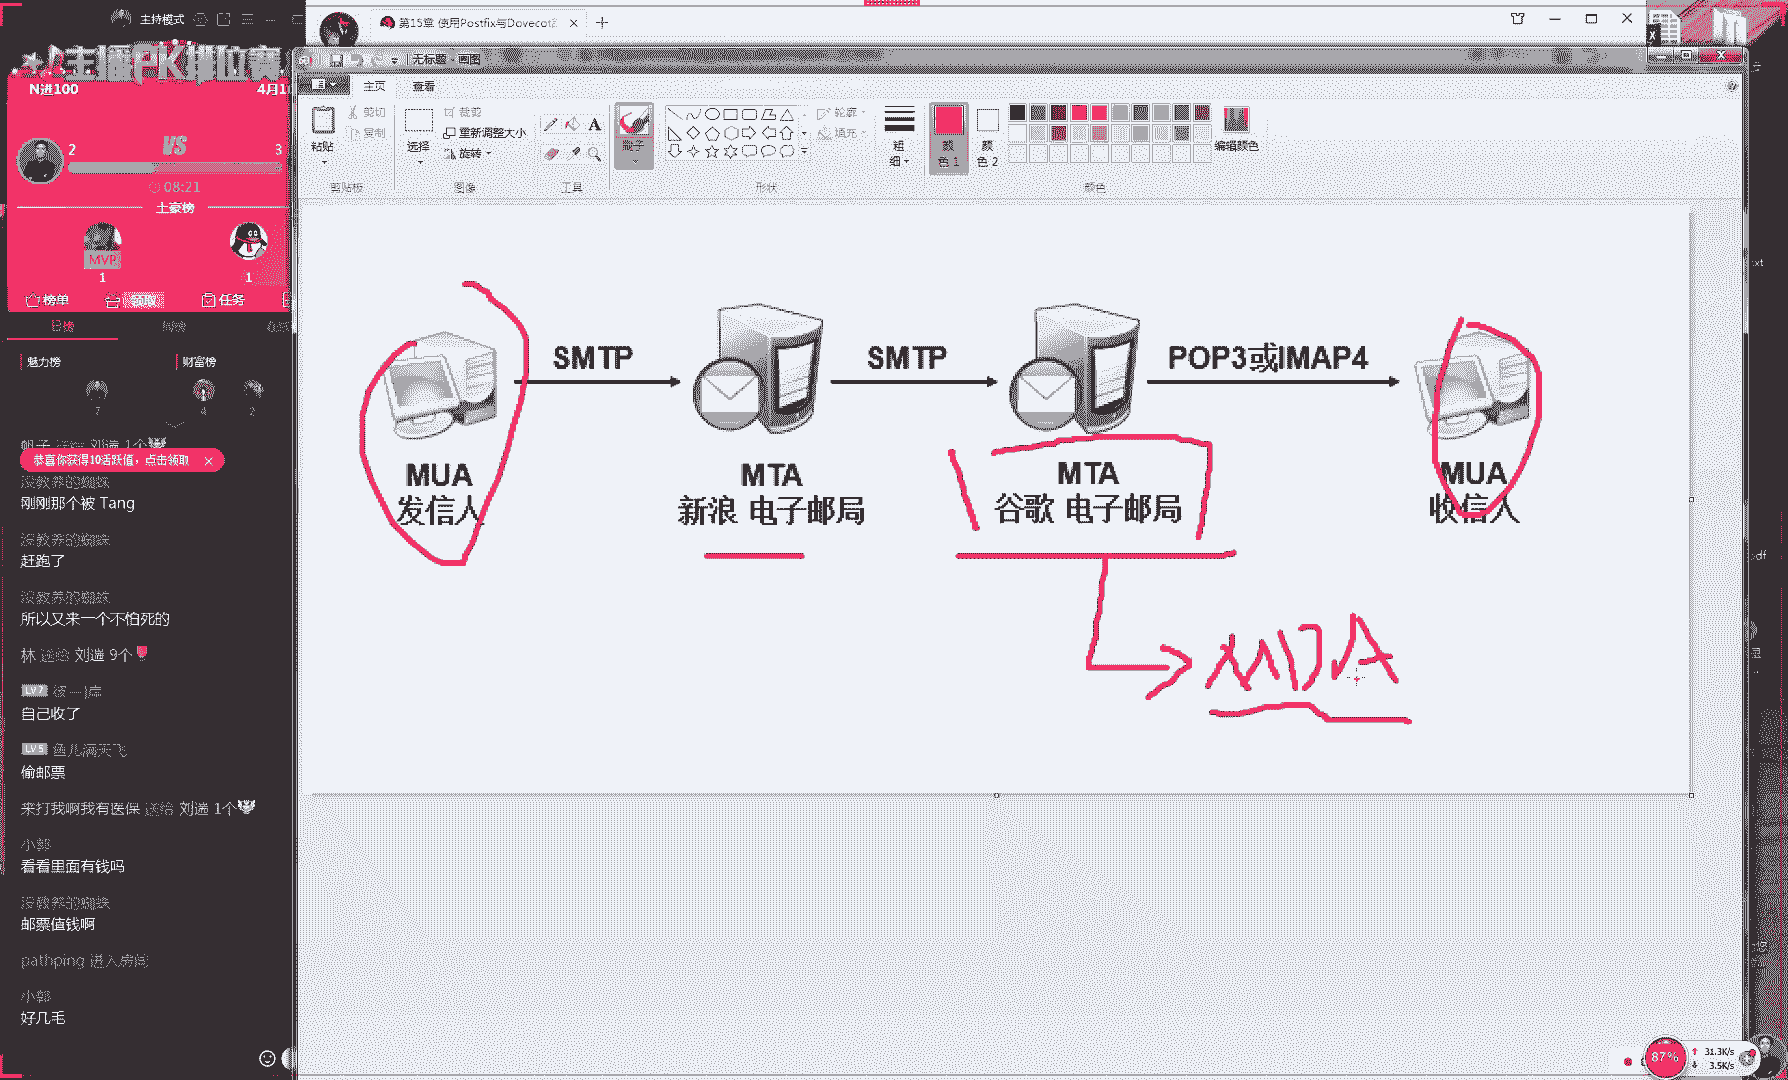 主持模式
主播PK排位赛
N进100
4月1
2
VS
3
08:21
土豪榜
MVP
1
1
榜单
领取
任务
日榜
周榜
魅力榜
财富榜
7
4
2
刘遄 1个
恭喜你获得10活跃值，点击领取
没教养的蜘蛛
刚刚那个被 Tang
没教养的蜘蛛
赶跑了
没教养的蜘蛛
所以又来一个不怕死的
林 送给 刘遄 9个
LV7
自己收了
LV5 鱼儿满天飞
偷邮票
来打我啊我有医保 送给 刘遄 1个
小郭
看看里面有钱吗
没教养的蜘蛛
邮票值钱啊
pathping 进入房间
小郭
好几毛
第15章 使用Postfix与Dovecot
无标题 - 画图
主页
查看
粘贴
剪切
复制
剪贴板
选择
裁剪
重新调整大小
旋转
图像
A
工具
刷子
轮廓
填充
形状
粗细
颜色 1
颜色 2
编辑颜色
颜色
SMTP
SMTP
POP3或IMAP4
MUA
发信人
MTA
新浪 电子邮局
MTA
谷歌 电子邮局
MUA
收信人
MDA
87%
31.3K/s
3.5K/s